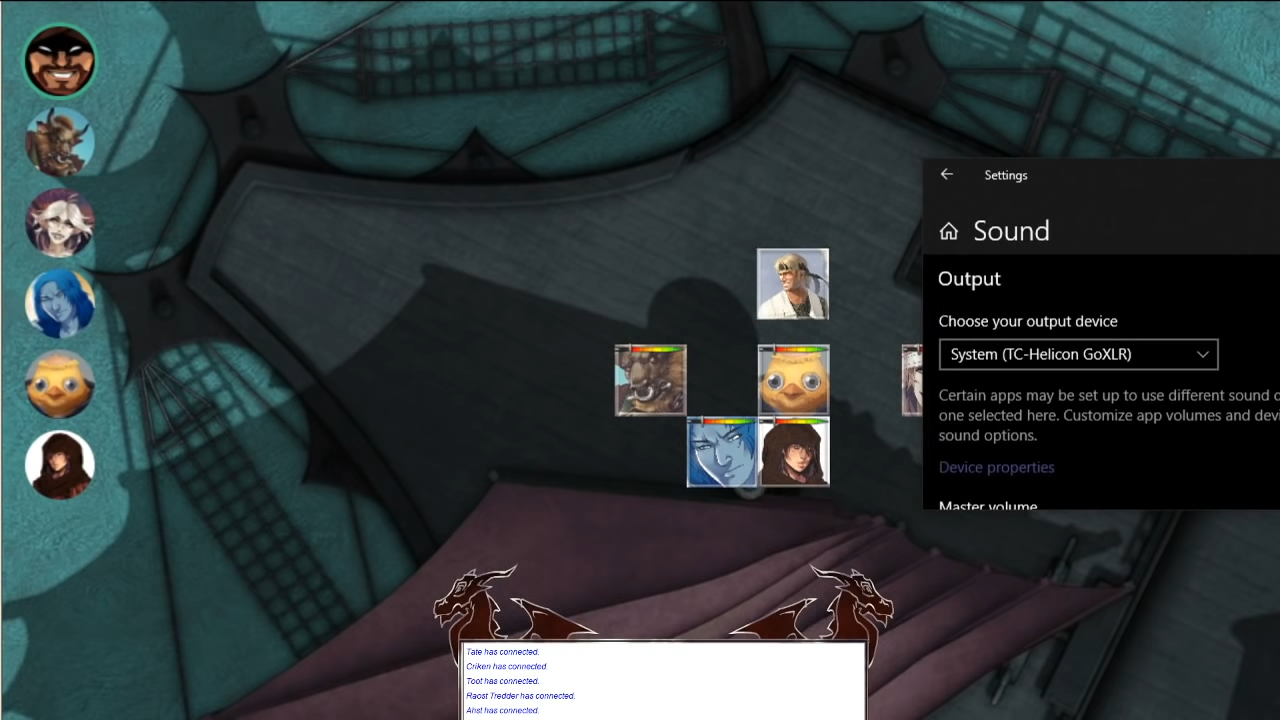 Settings
Sound
Output
Choose your output device
System (TC-Helicon GoXLR)
Certain apps may be set up to use different sound
one selected here. Customize app volumes and
sound options.
Device properties
Master volume
Tate has connected.
Criken has connected.
Toot has connected.
Raost Tredder has connected.
Ahst has connected.